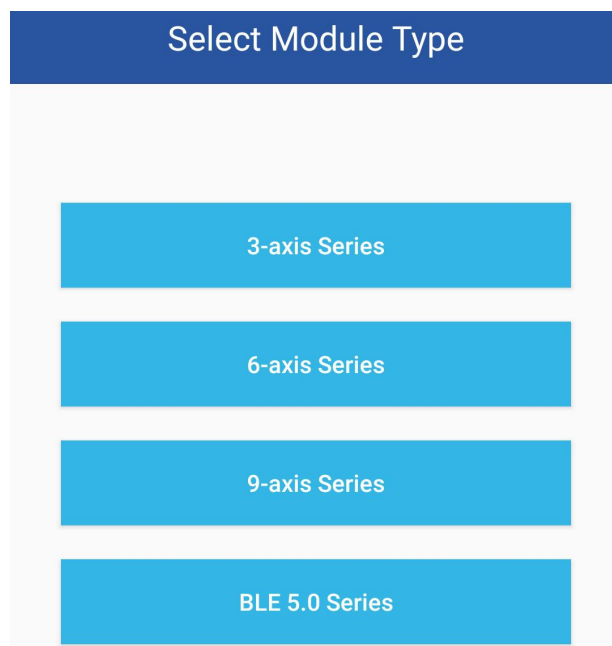 Select Module Type
3-axis Series
6-axis Series
9-axis Series
BLE 5.0 Series